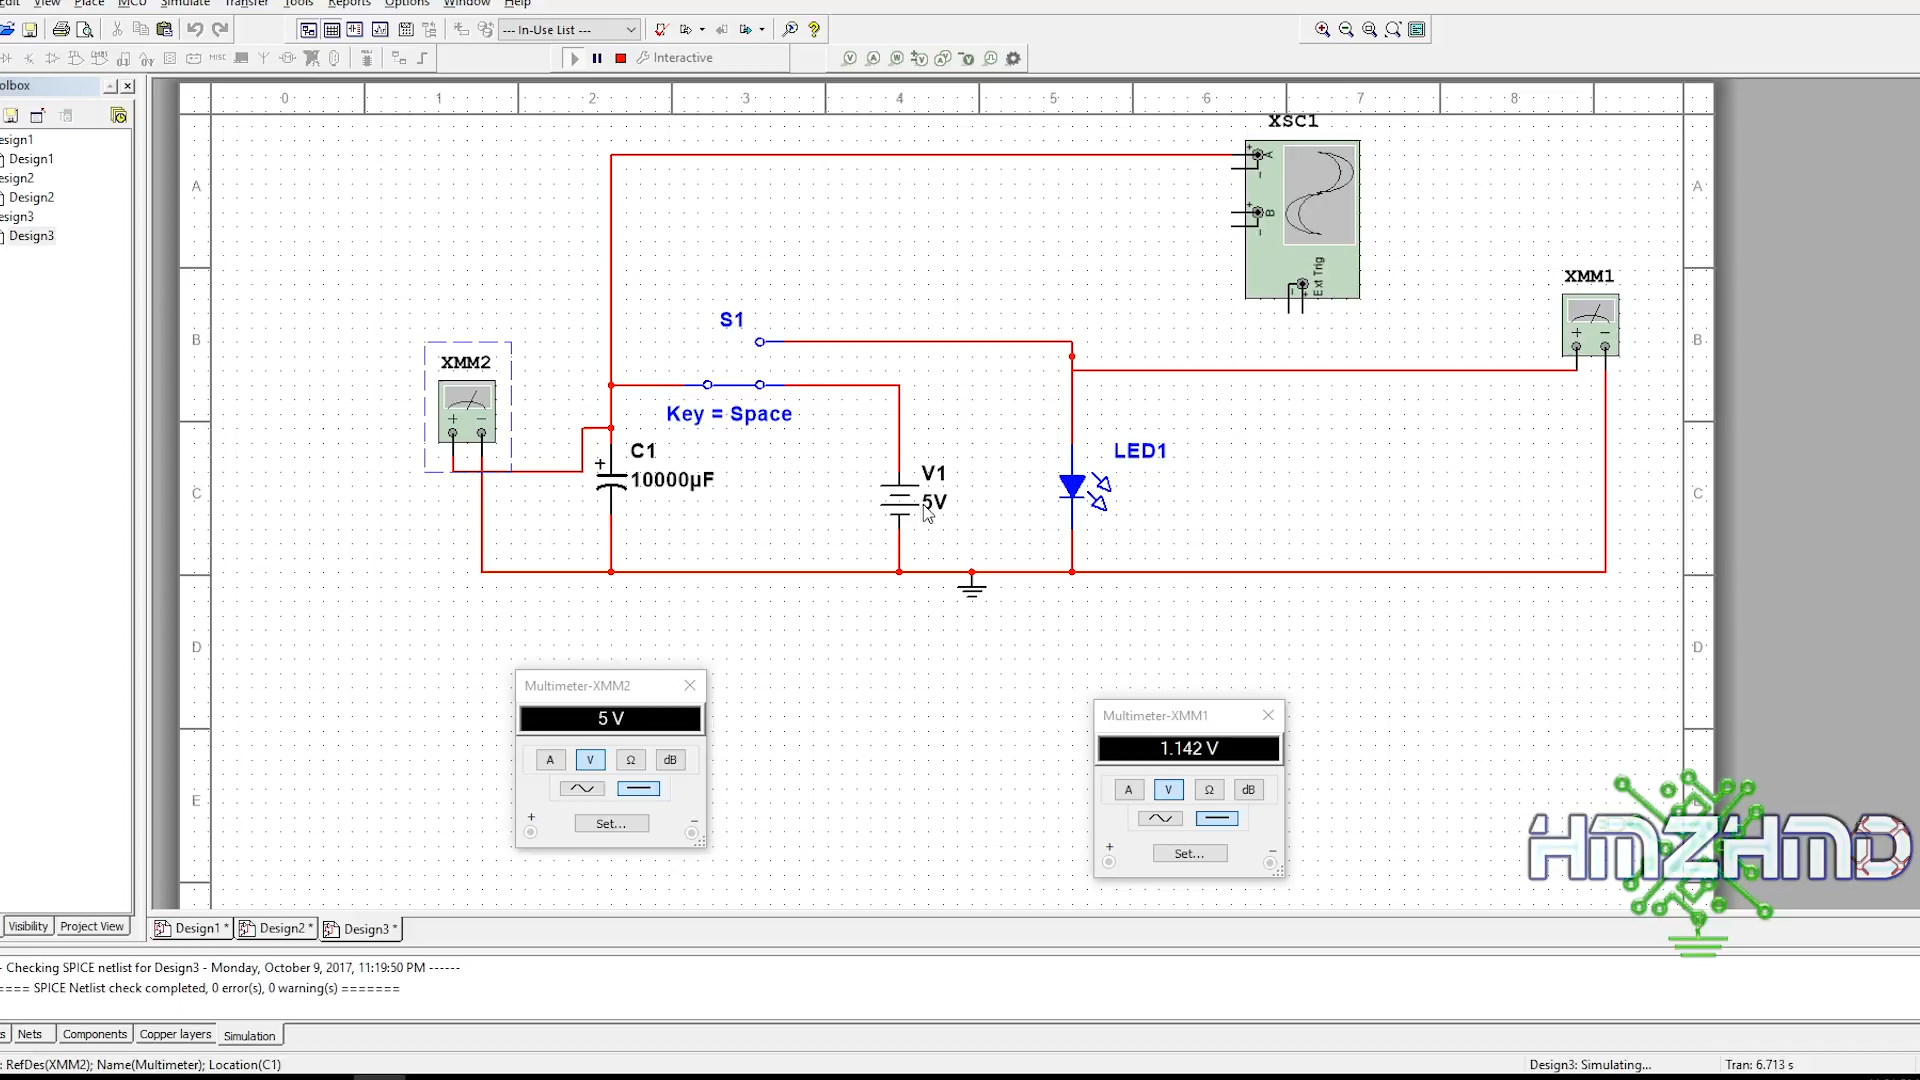 Edit View Place MCU Simulate Transfer Tools Reports Options Window Help
--- In-Use List ---
MISC
Interactive
olbox
esign1
Design1
esign2
Design2
esign3
Design3
0 1 2 3 4 5 6 7 8
A
B
C
D
E
A
B
C
D
XSC1
A
B
Ext Trig
XMM1
+ −
S1
XMM2
+ −
Key = Space
C1
+
10000µF
V1
5V
LED1
Multimeter-XMM2
5 V
A V Ω dB
+ −
Set...
Multimeter-XMM1
1.142 V
A V Ω dB
+ −
Set...
HMZHMD
Visibility Project View
Design1 * Design2 * Design3 *
- Checking SPICE netlist for Design3 - Monday, October 9, 2017, 11:19:50 PM ------
==== SPICE Netlist check completed, 0 error(s), 0 warning(s) =======
s Nets Components Copper layers Simulation
: RefDes(XMM2); Name(Multimeter); Location(C1)
Design3: Simulating...
Tran: 6.713 s